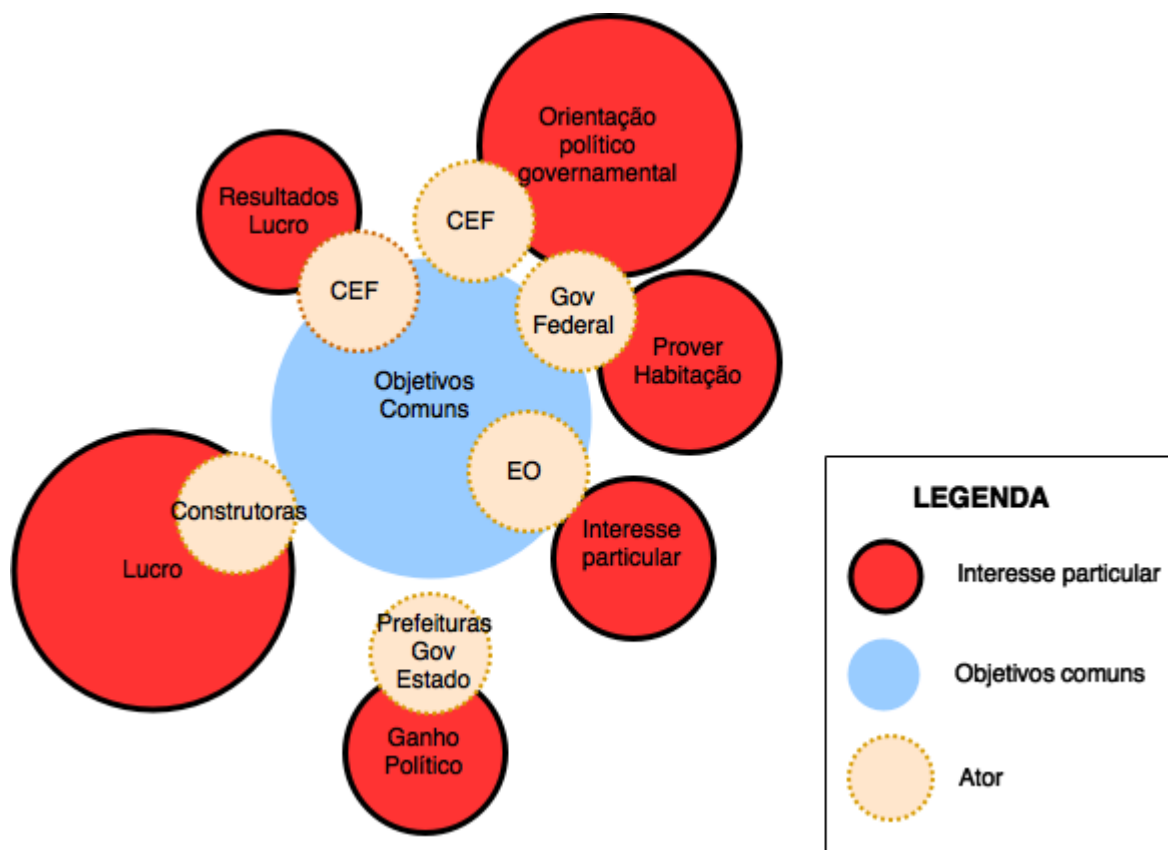 Orientação
político
governamental
Resultados
Lucro
CEF
CEF
Gov
Federal
Prover
Habitação
Objetivos
Comuns
EO
Construtoras
Lucro
Interesse
particular
Prefeituras
Gov
Estado
Ganho
Político
LEGENDA
Interesse particular
Objetivos comuns
Ator